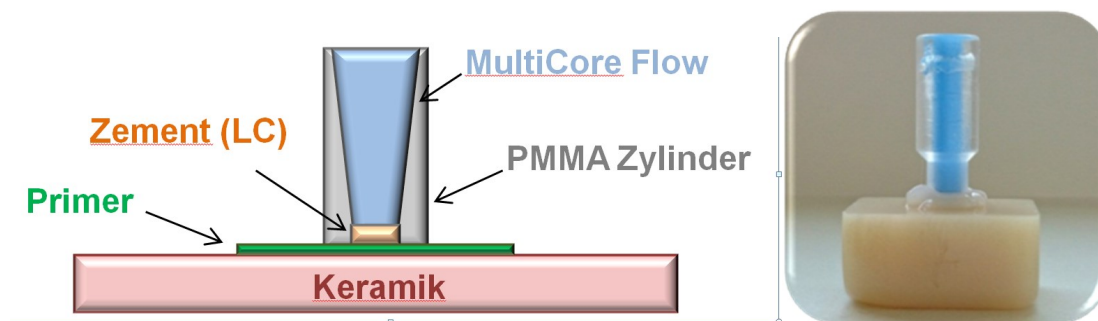 MultiCore Flow
Zement (LC)
PMMA Zylinder
Primer
Keramik